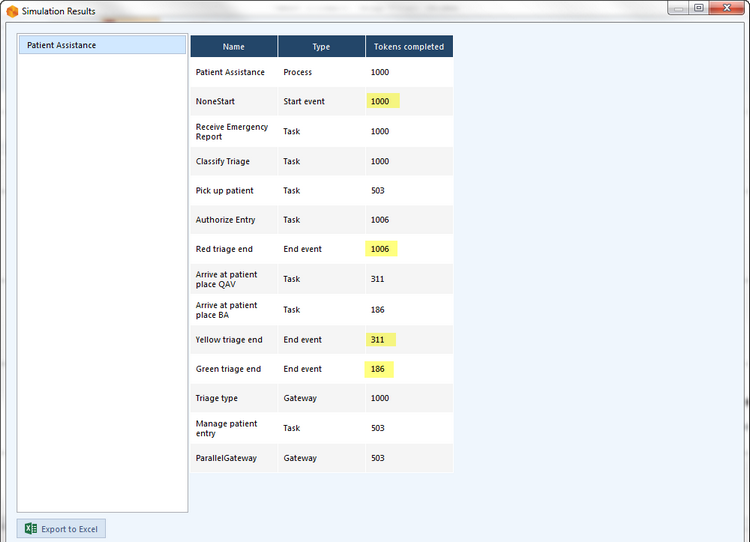 Simulation Results
Patient Assistance
Name Type Tokens completed
Patient Assistance Process 1000
NoneStart Start event 1000
Receive Emergency
Report Task 1000
Classify Triage Task 1000
Pick up patient Task 503
Authorize Entry Task 1006
Red triage end End event 1006
Arrive at patient
place QAV Task 311
Arrive at patient
place BA Task 186
Yellow triage end End event 311
Green triage end End event 186
Triage type Gateway 1000
Manage patient
entry Task 503
ParallelGateway Gateway 503
Export to Excel